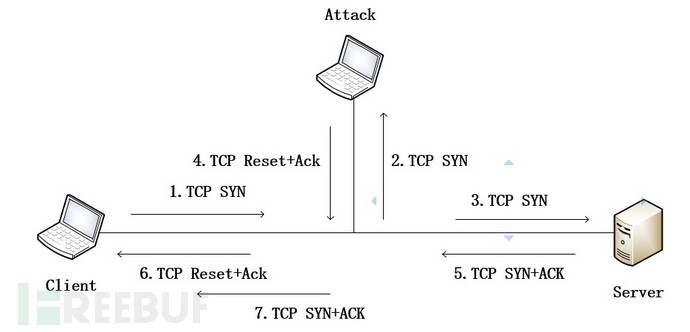 Attack
4.TCP Reset+Ack
2.TCP SYN
1.TCP SYN
3.TCP SYN
6.TCP Reset+Ack
5.TCP SYN+ACK
Client
Server
7.TCP SYN+ACK
FREEBUF